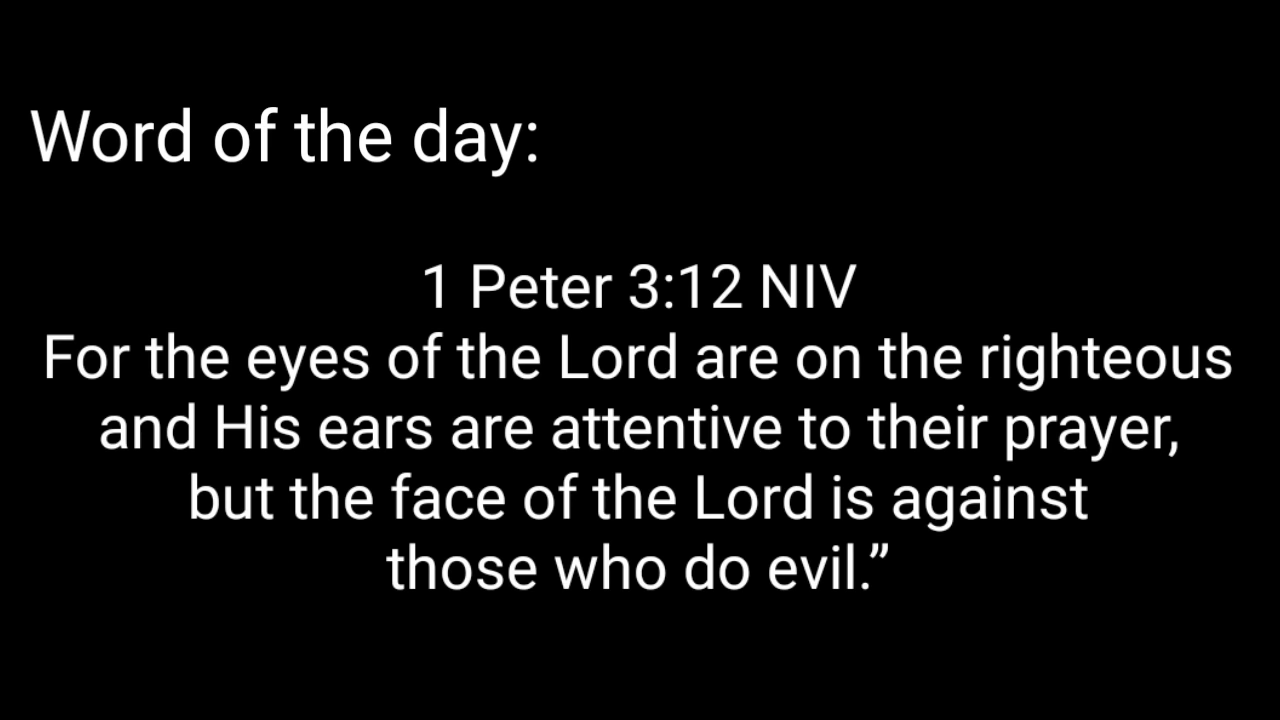 Word of the day:
1 Peter 3:12 NIV
For the eyes of the Lord are on the righteous
and His ears are attentive to their prayer,
but the face of the Lord is against
those who do evil.”